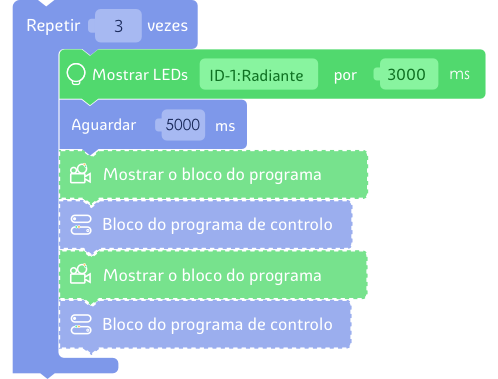 Repetir 3 vezes
Mostrar LEDs ID-1:Radiante por 3000 ms
Aguardar 5000 ms
Mostrar o bloco do programa
Bloco do programa de controlo
Mostrar o bloco do programa
Bloco do programa de controlo